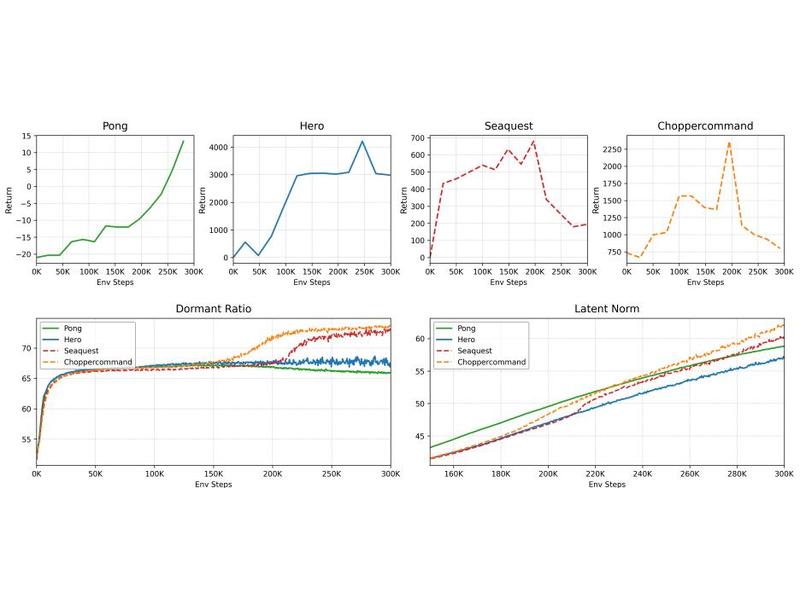 Pong
Return
15
10
5
0
−5
−10
−15
−20
0K 50K 100K 150K 200K 250K 300K
Env Steps
Hero
Return
4000
3000
2000
1000
0
0K 50K 100K 150K 200K 250K 300K
Env Steps
Seaquest
Return
700
600
500
400
300
200
100
0
0K 50K 100K 150K 200K 250K 300K
Env Steps
Choppercommand
Return
2250
2000
1750
1500
1250
1000
750
0K 50K 100K 150K 200K 250K 300K
Env Steps
Dormant Ratio
Pong
Hero
Seaquest
Choppercommand
70
65
60
55
0K 50K 100K 150K 200K 250K 300K
Env Steps
Latent Norm
Pong
Hero
Seaquest
Choppercommand
60
55
50
45
160K 180K 200K 220K 240K 260K 280K 300K
Env Steps